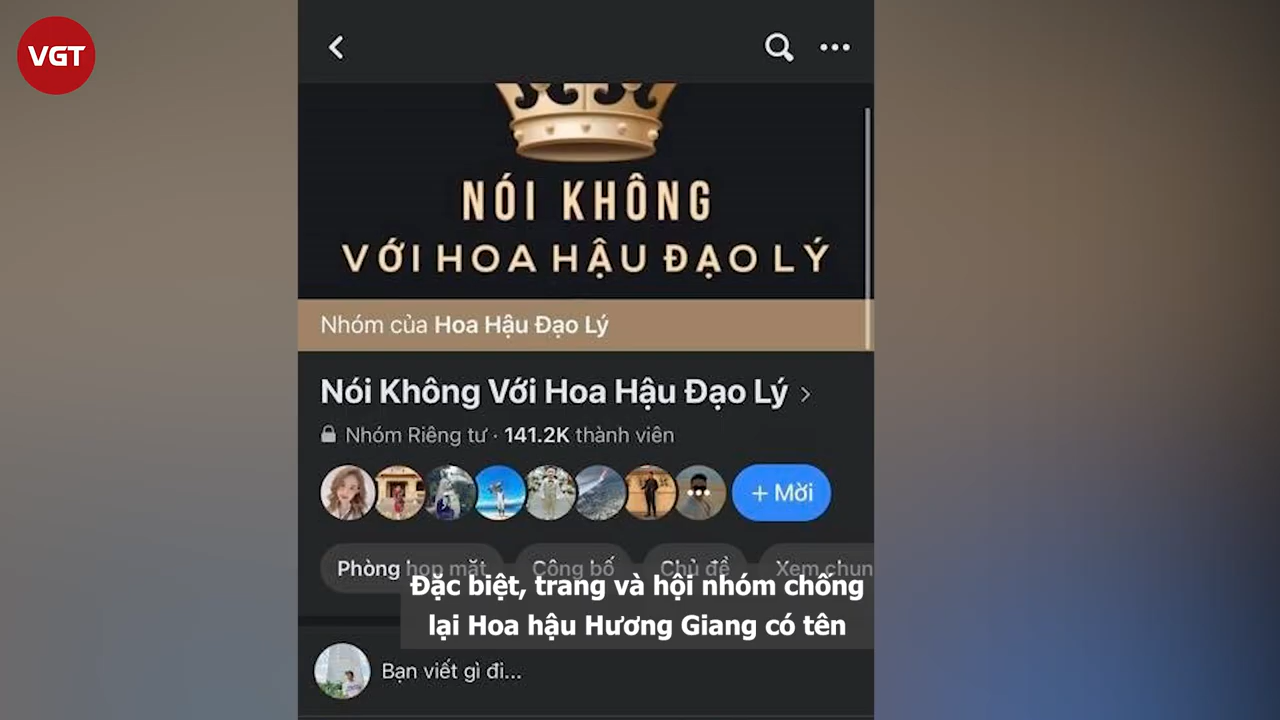 VGT
NÓI KHÔNG
VỚI HOA HẬU ĐẠO LÝ
Nhóm của Hoa Hậu Đạo Lý
Nói Không Với Hoa Hậu Đạo Lý
Nhóm Riêng tư · 141.2K thành viên
+ Mời
Phòng họp mặt Công bố Chủ đề Xem chun
Đặc biệt, trang và hội nhóm chống
lại Hoa hậu Hương Giang có tên
Bạn viết gì đi...